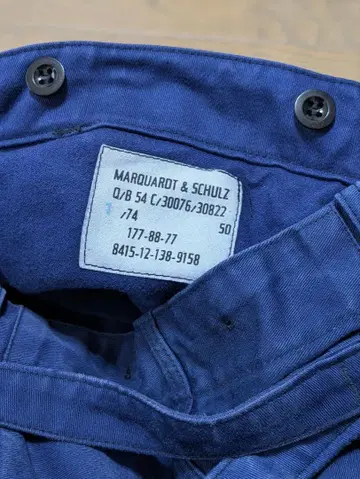 MARQUARDT & SCHULZ
Q/B 54 C/30076/30822
/74 50
177-88-77
8415-12-138-9158